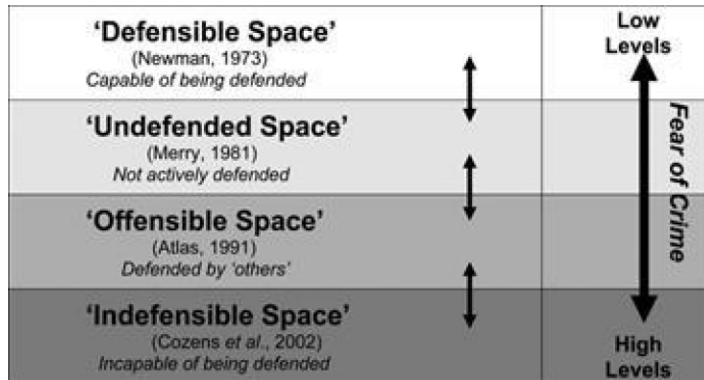 ‘Defensible Space’
(Newman, 1973)
Capable of being defended
‘Undefended Space’
(Merry, 1981)
Not actively defended
‘Offensible Space’
(Atlas, 1991)
Defended by ‘others’
‘Indefensible Space’
(Cozens et al., 2002)
Incapable of being defended
Low
Levels
Fear of Crime
High
Levels